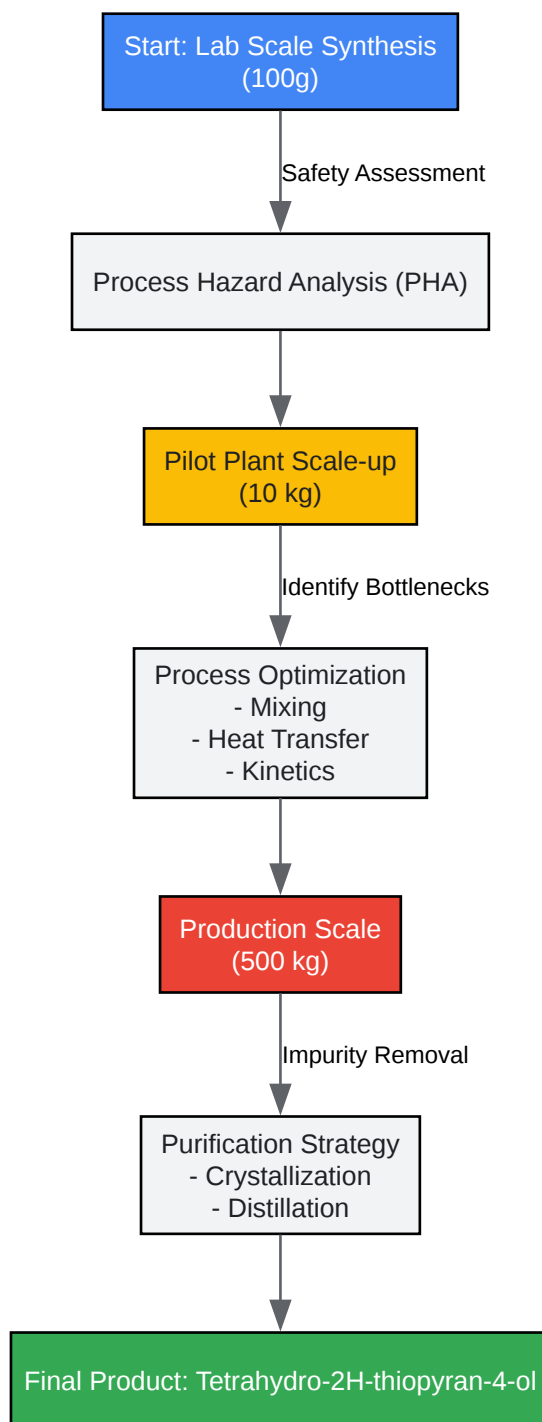 Start: Lab Scale Synthesis
(100g)
Safety Assessment
Process Hazard Analysis (PHA)
Pilot Plant Scale-up
(10 kg)
Identify Bottlenecks
Process Optimization
- Mixing
- Heat Transfer
- Kinetics
Production Scale
(500 kg)
Impurity Removal
Purification Strategy
- Crystallization
- Distillation
Final Product: Tetrahydro-2H-thiopyran-4-ol